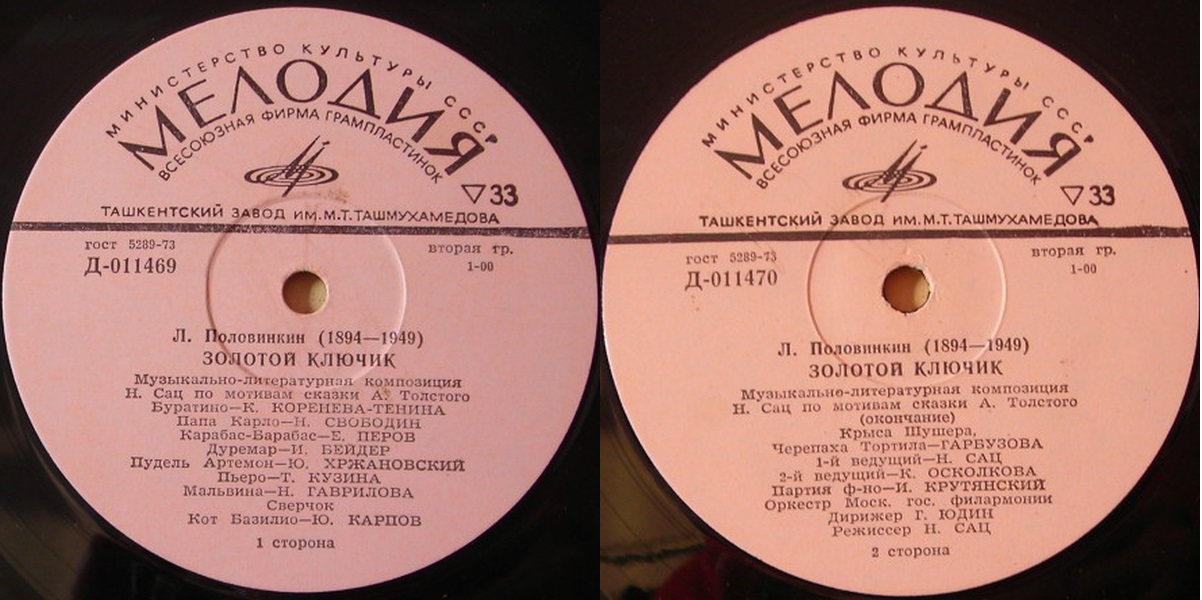 МИНИСТЕРСТВО КУЛЬТУРЫ СССР
МЕЛОДИЯ
ВСЕСОЮЗНАЯ ФИРМА ГРАМПЛАСТИНОК
▽33
ТАШКЕНТСКИЙ ЗАВОД ИМ.М.Т.ТАШМУХАМЕДОВА
гост 5289-73
вторая гр.
Д-011469
1-00
Л. Половинкин (1894—1949)
ЗОЛОТОЙ КЛЮЧИК
Музыкально-литературная композиция
Н. Сац по мотивам сказки А. Толстого
Буратино—К. КОРЕНЕВА-ТЕНИНА
Папа Карло—Н. СВОБОДИН
Карабас-Барабас—Е. ПЕРОВ
Дуремар—И. БЕЙДЕР
Пудель Артемон—Ю. ХРЖАНОВСКИЙ
Пьеро—Т. КУЗИНА
Мальвина—Н. ГАВРИЛОВА
Сверчок
Кот Базилио—Ю. КАРПОВ
1 сторона
МИНИСТЕРСТВО КУЛЬТУРЫ СССР
МЕЛОДИЯ
ВСЕСОЮЗНАЯ ФИРМА ГРАМПЛАСТИНОК
▽33
ТАШКЕНТСКИЙ ЗАВОД ИМ.М.Т.ТАШМУХАМЕДОВА
гост 5289-73
вторая гр.
Д-011470
1-00
Л. Половинкин (1894—1949)
ЗОЛОТОЙ КЛЮЧИК
Музыкально-литературная композиция
Н. Сац по мотивам сказки А. Толстого
(окончание)
Крыса Шушера,
Черепаха Тортила—ГАРБУЗОВА
1-й ведущий—Н. САЦ
2-й ведущий—К. ОСКОЛКОВА
Партия ф-но—И. КРУТЯНСКИЙ
Оркестр Моск. гос. филармонии
Дирижер Г. ЮДИН
Режиссер Н. САЦ
2 сторона